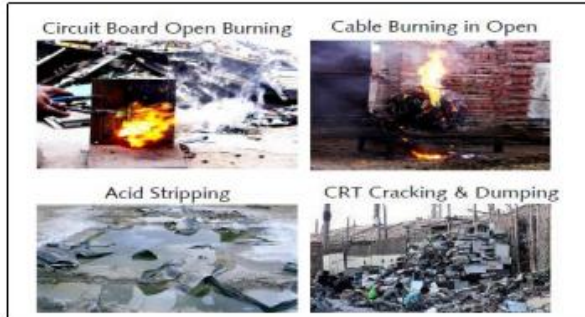 Circuit Board Open Burning
Cable Burning in Open
Acid Stripping
CRT Cracking & Dumping